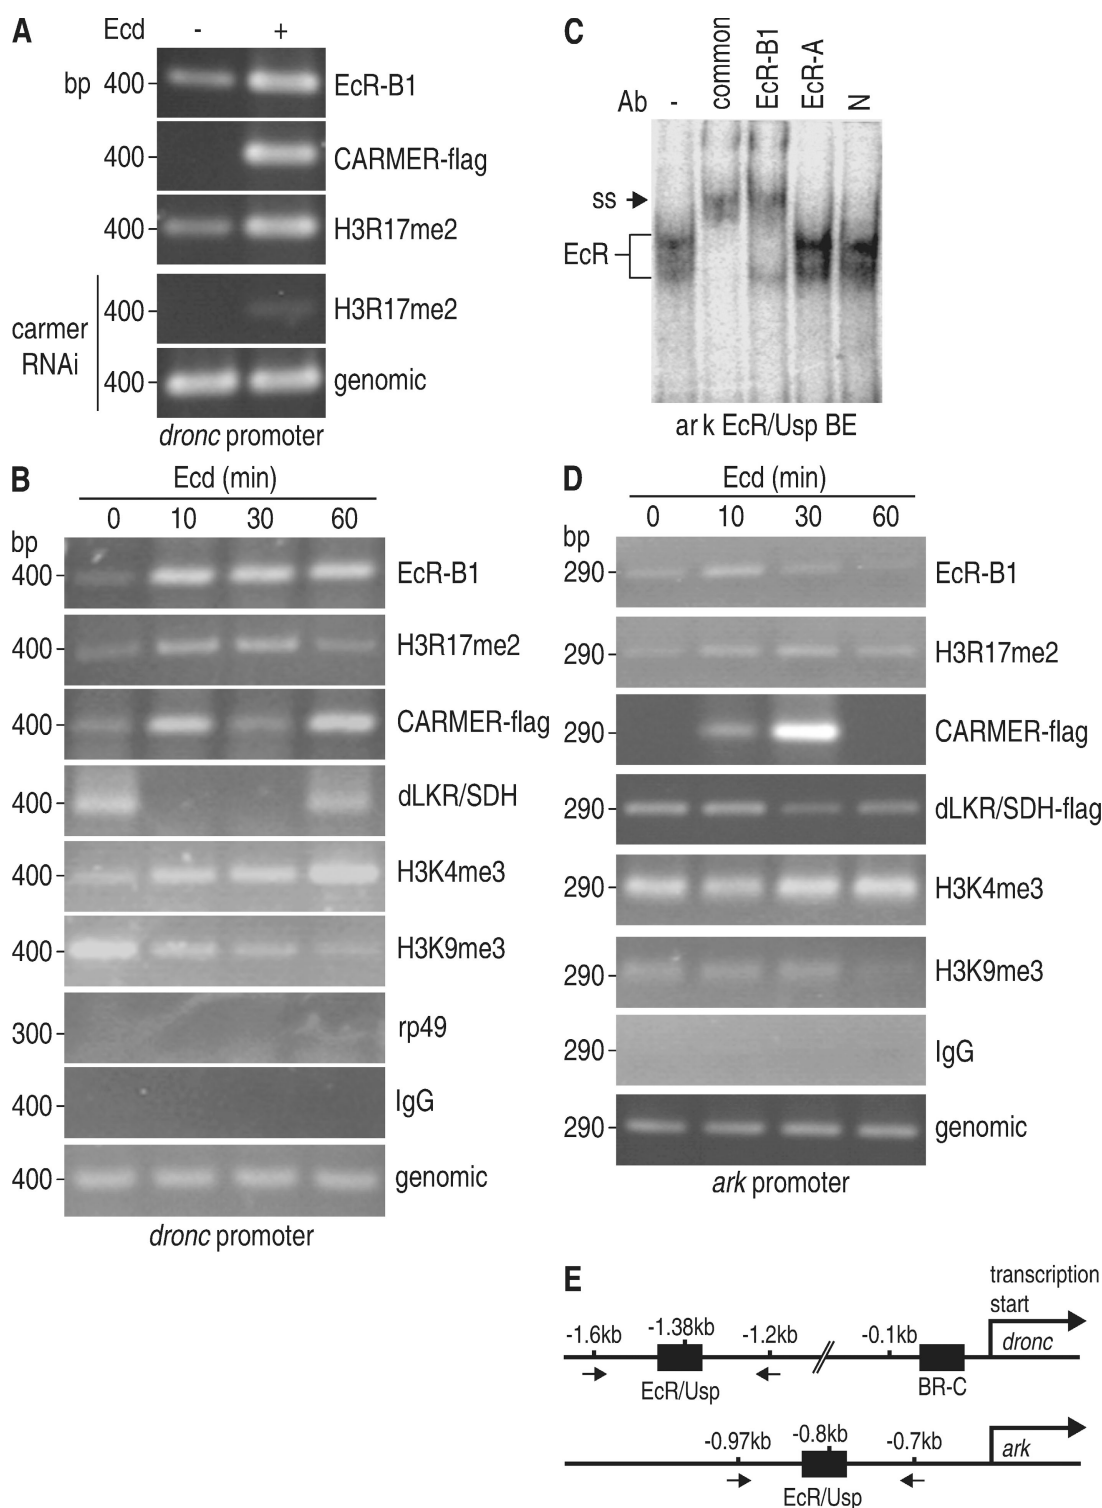 A
Ecd - +
bp 400 EcR-B1
400 CARMER-flag
400 H3R17me2
400 H3R17me2
carmer
RNAi
400 genomic
dronc promoter
B
Ecd (min)
0 10 30 60
bp
400 EcR-B1
400 H3R17me2
400 CARMER-flag
400 dLKR/SDH
400 H3K4me3
400 H3K9me3
300 rp49
400 IgG
400 genomic
dronc promoter
C
Ab - common EcR-B1 EcR-A N
ss
EcR
ark EcR/Usp BE
D
Ecd (min)
0 10 30 60
bp
290 EcR-B1
290 H3R17me2
290 CARMER-flag
290 dLKR/SDH-flag
290 H3K4me3
290 H3K9me3
290 IgG
290 genomic
ark promoter
E
transcription
start
-1.6kb -1.38kb -1.2kb -0.1kb
dronc
EcR/Usp BR-C
-0.97kb -0.8kb -0.7kb
ark
EcR/Usp